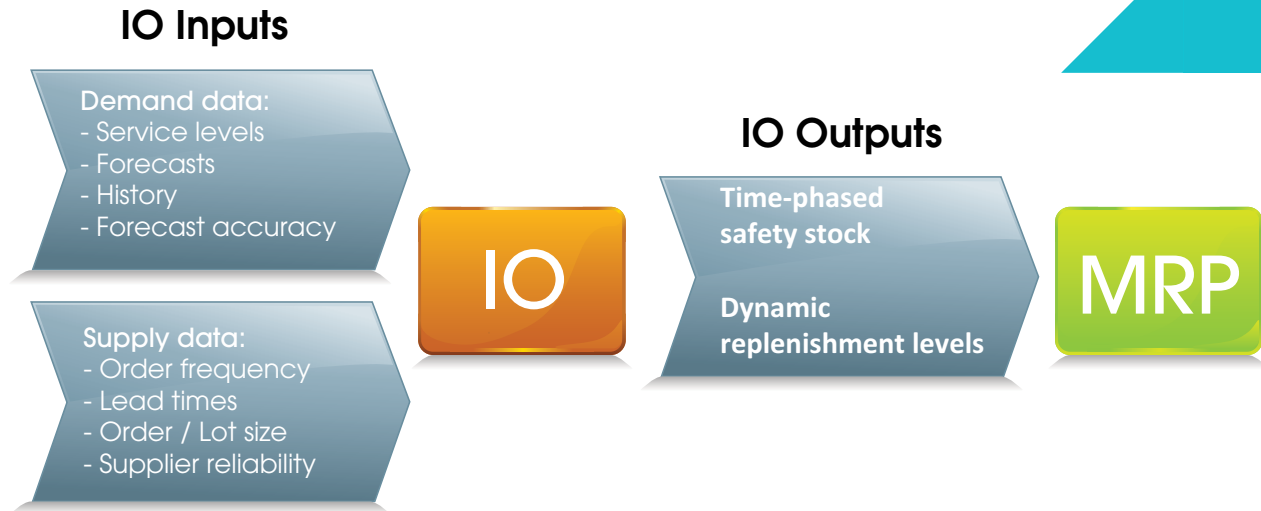 IO Inputs
Demand data:
- Service levels
- Forecasts
- History
- Forecast accuracy
Supply data:
- Order frequency
- Lead times
- Order / Lot size
- Supplier reliability
IO
IO Outputs
Time-phased
safety stock
Dynamic
replenishment levels
MRP